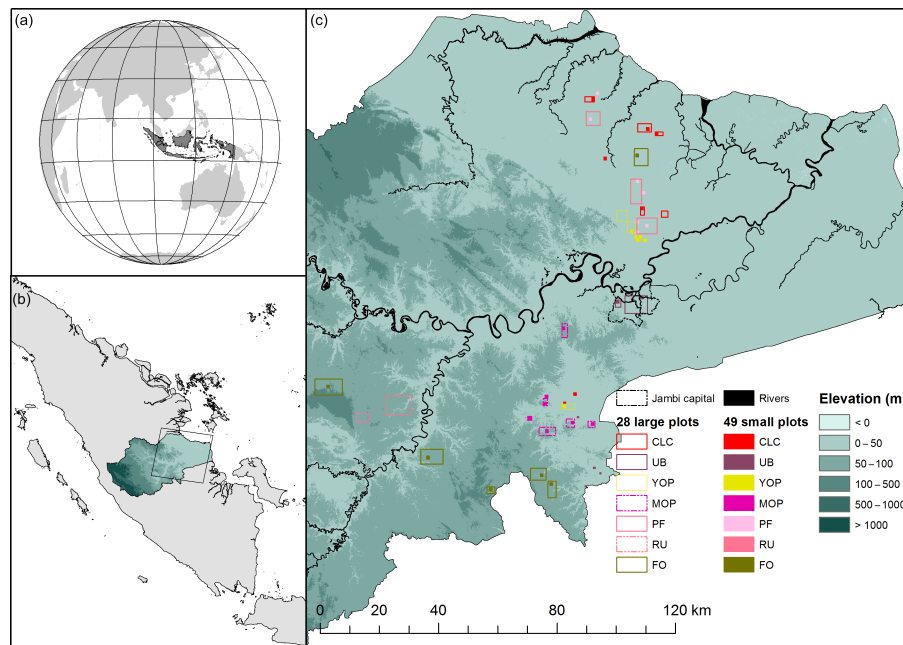 (a)
(b)
(c)
Jambi capital
Rivers
Elevation (m
28 large plots
49 small plots
CLC
CLC
< 0
UB
UB
0 – 50
YOP
YOP
50 – 100
MOP
MOP
100 – 500
PF
PF
500 – 1000
RU
RU
> 1000
FO
FO
0 20 40 80 120 km